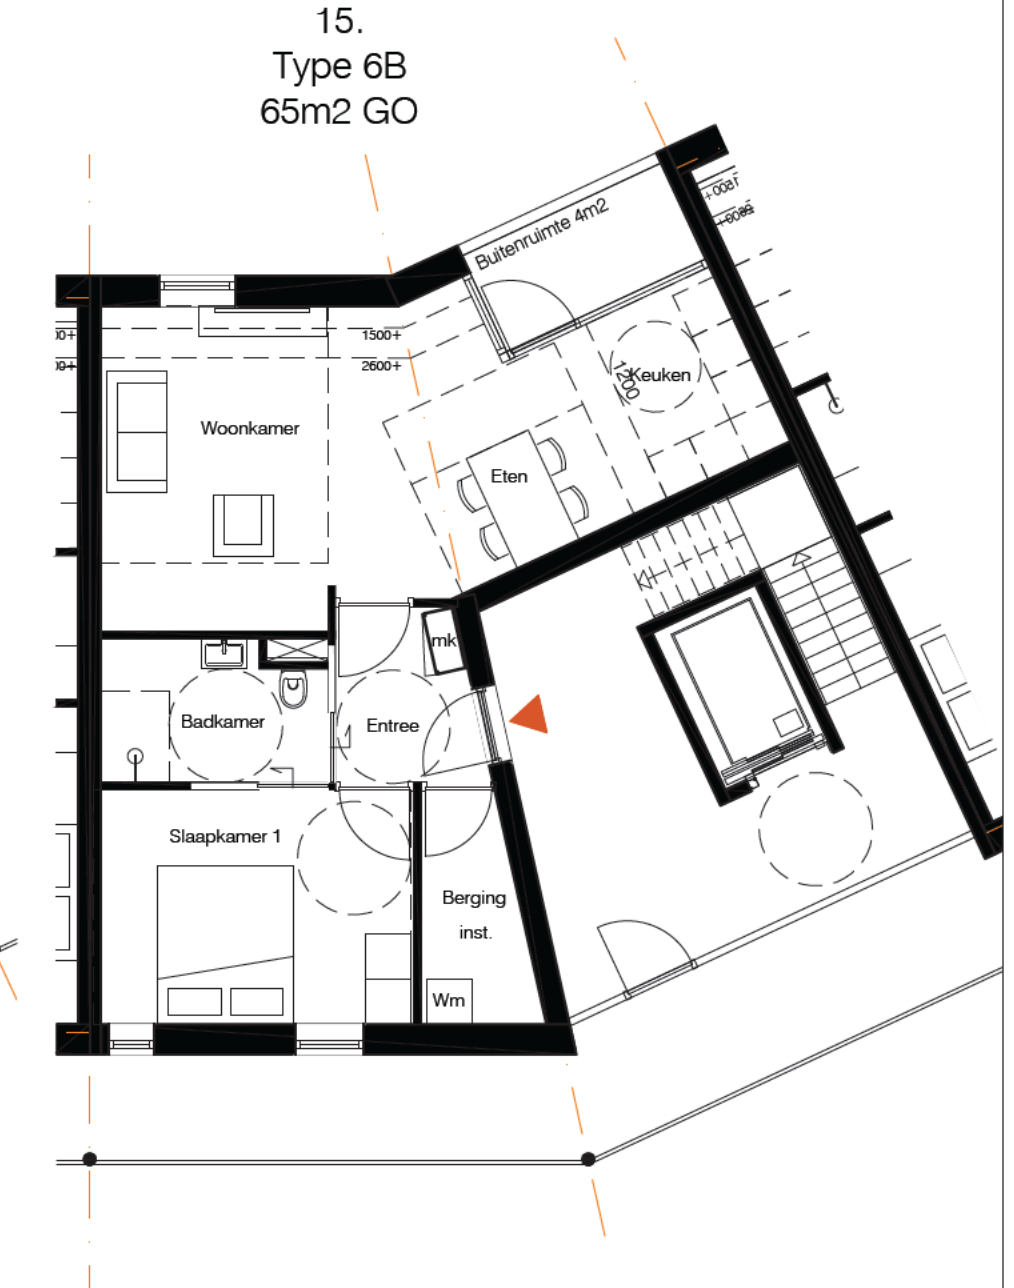 15.
Type 6B
65m2 GO
Buitenruimte 4m2
1500+
2600+
1200
Keuken
Woonkamer
Eten
mk
Badkamer
Entree
Slaapkamer 1
Berging
inst.
Wm